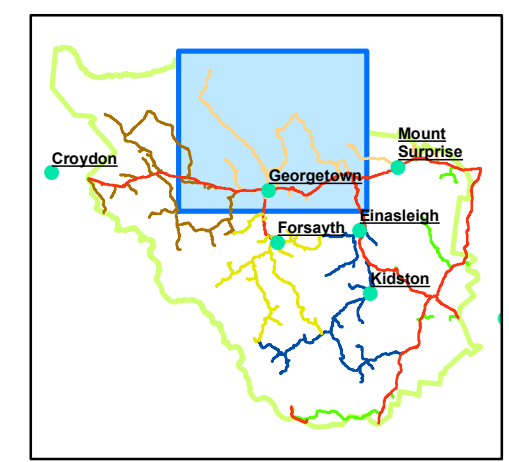 Mount
Surprise
Croydon
Georgetown
Einasleigh
Forsayth
Kidston